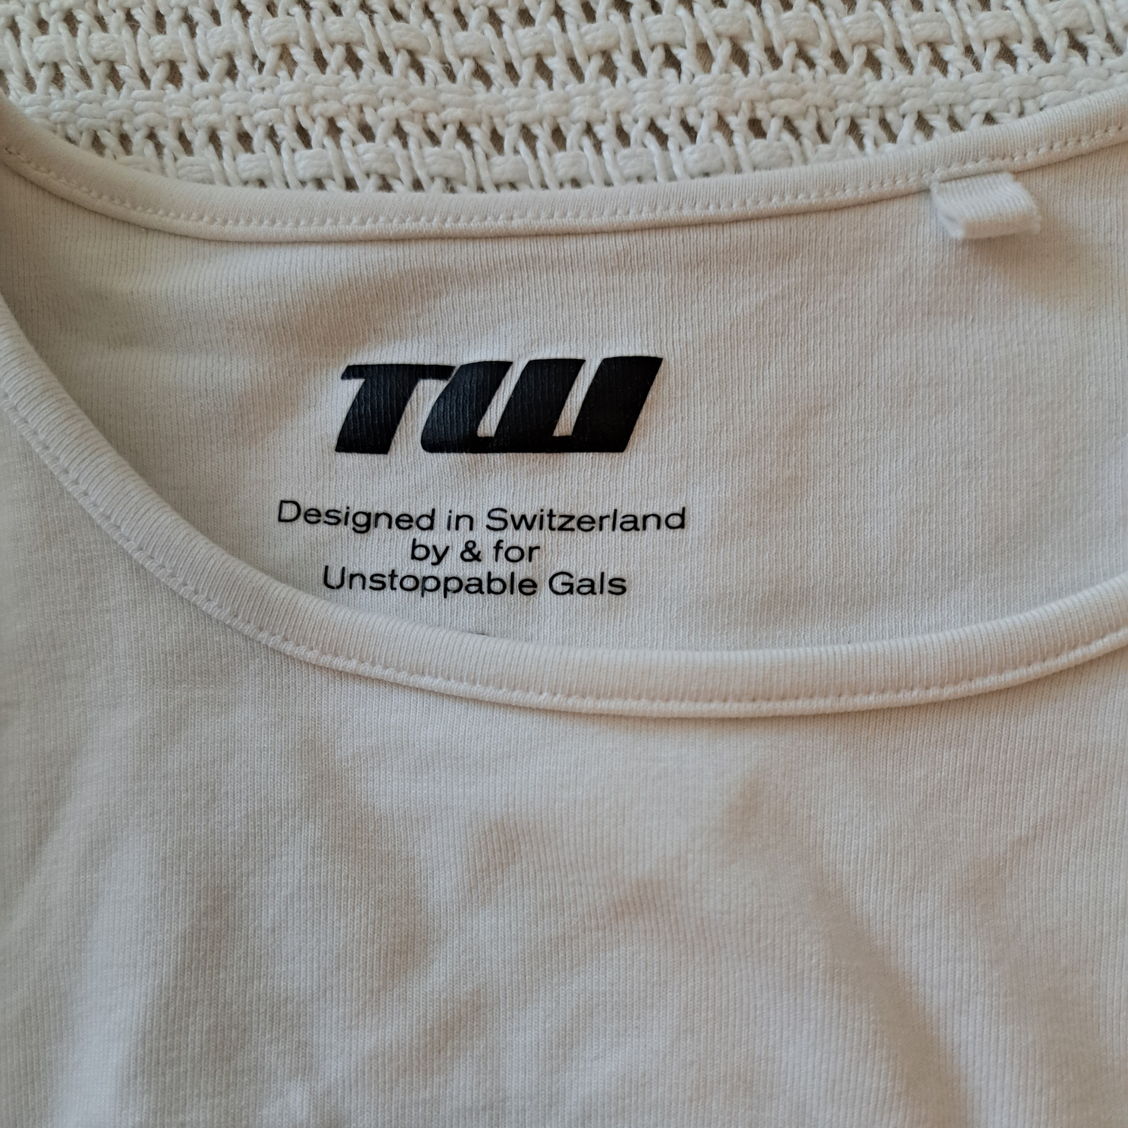 TW
Designed in Switzerland
by & for
Unstoppable Gals